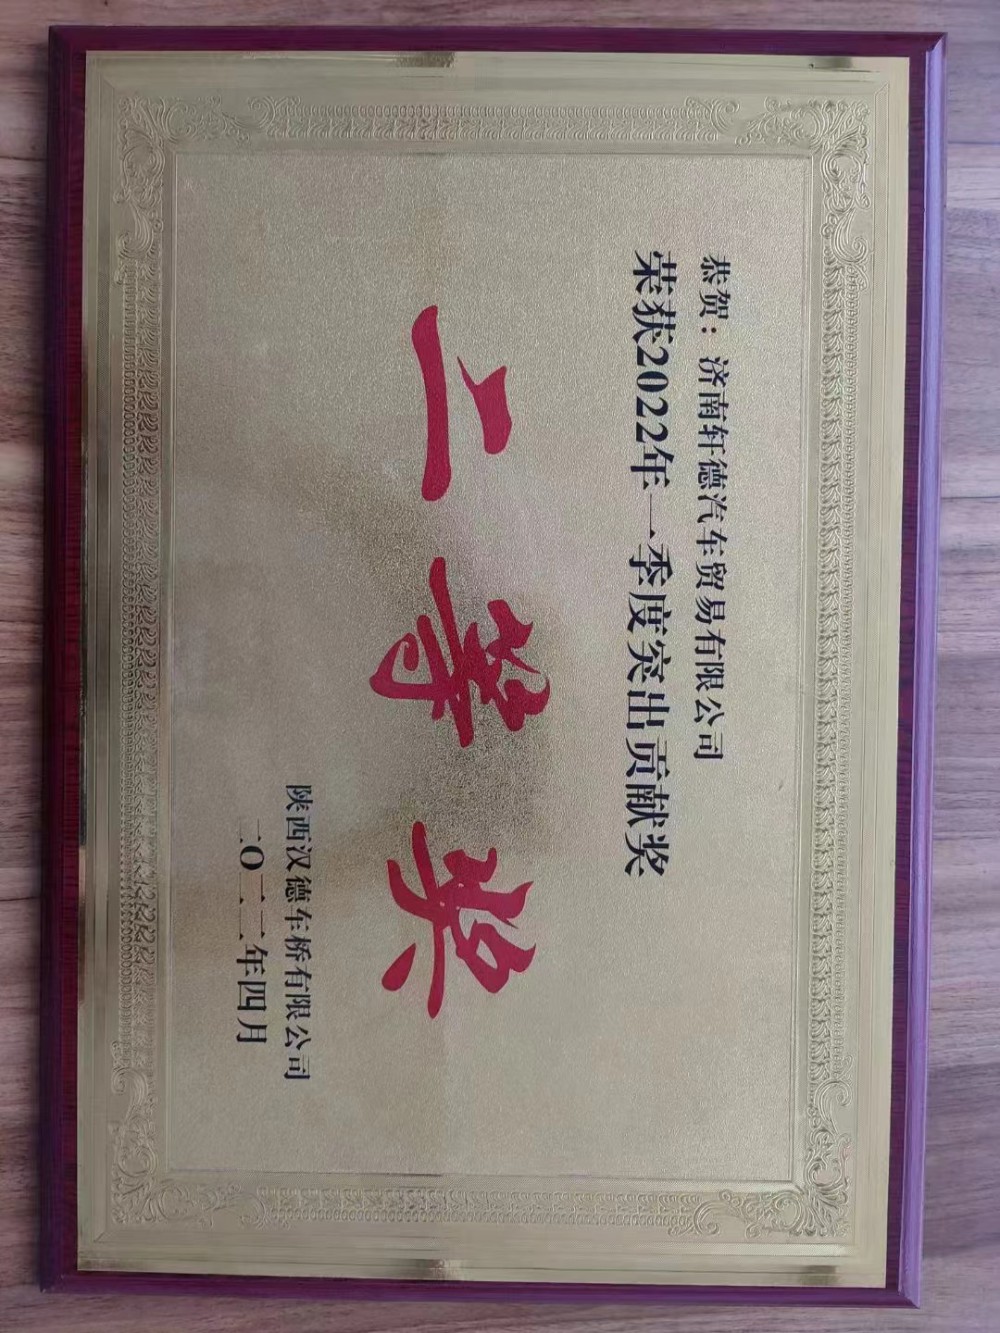 恭贺：济南轩德汽车贸易有限公司
荣获2022年一季度突出贡献奖
二等奖
陕西汉德车桥有限公司
二〇二二年四月